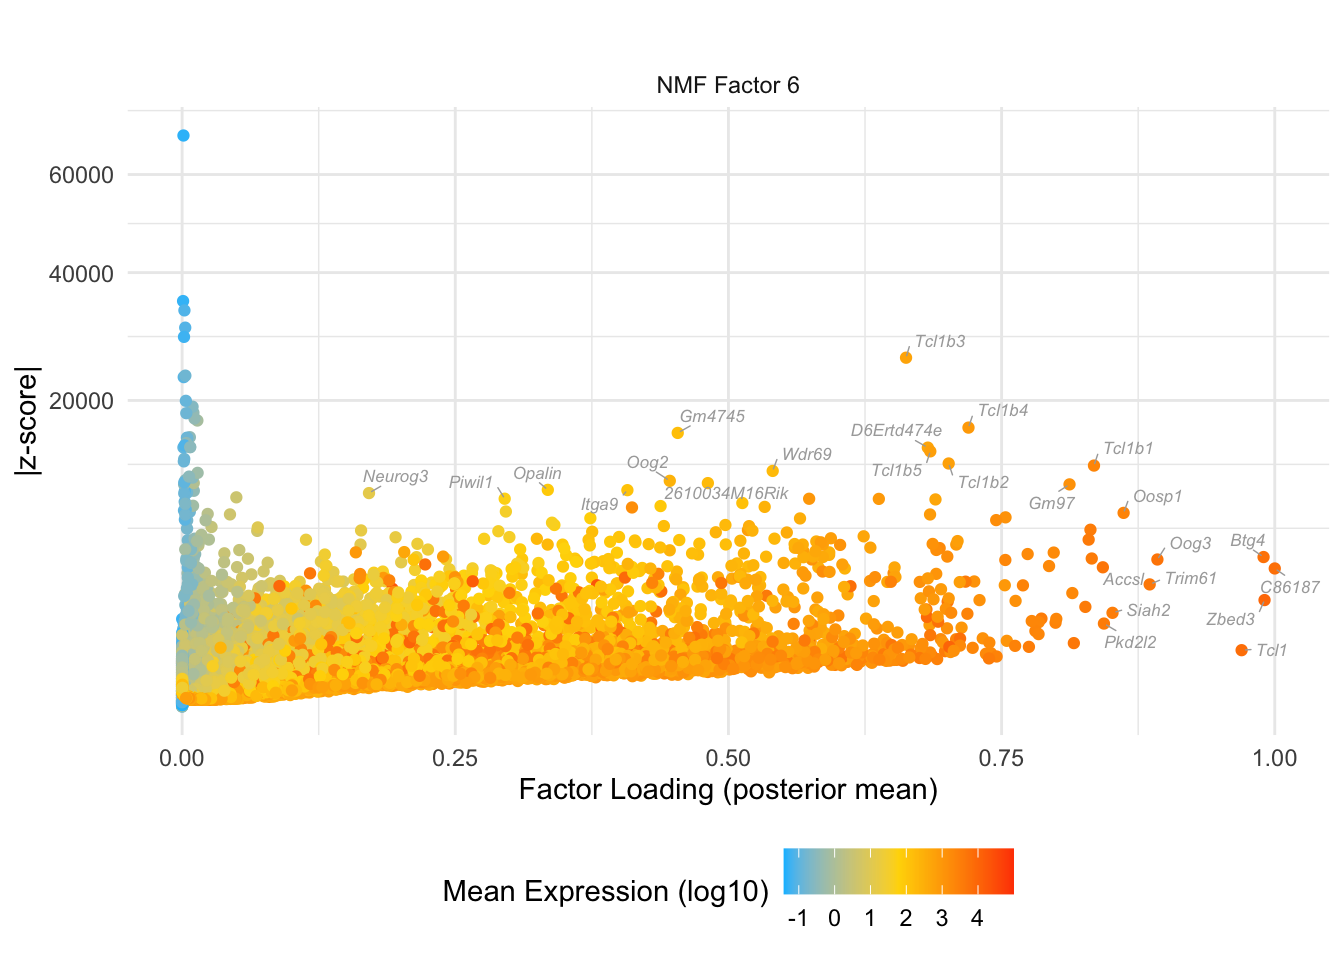 NMF Factor 6
60000
40000
20000
|z-score|
Tcl1b3
Tcl1b4
Gm4745
D6Ertd474e
Tcl1b1
Wdr69
Oog2
Tcl1b5
Neurog3
Piwil1
Opalin
Tcl1b2
2610034M16Rik
Itga9
Gm97
Oosp1
Btg4
Oog3
Accsl
Trim61
C86187
Siah2
Zbed3
Pkd2l2
Tcl1
0.00 0.25 0.50 0.75 1.00
Factor Loading (posterior mean)
Mean Expression (log10)
-1 0 1 2 3 4